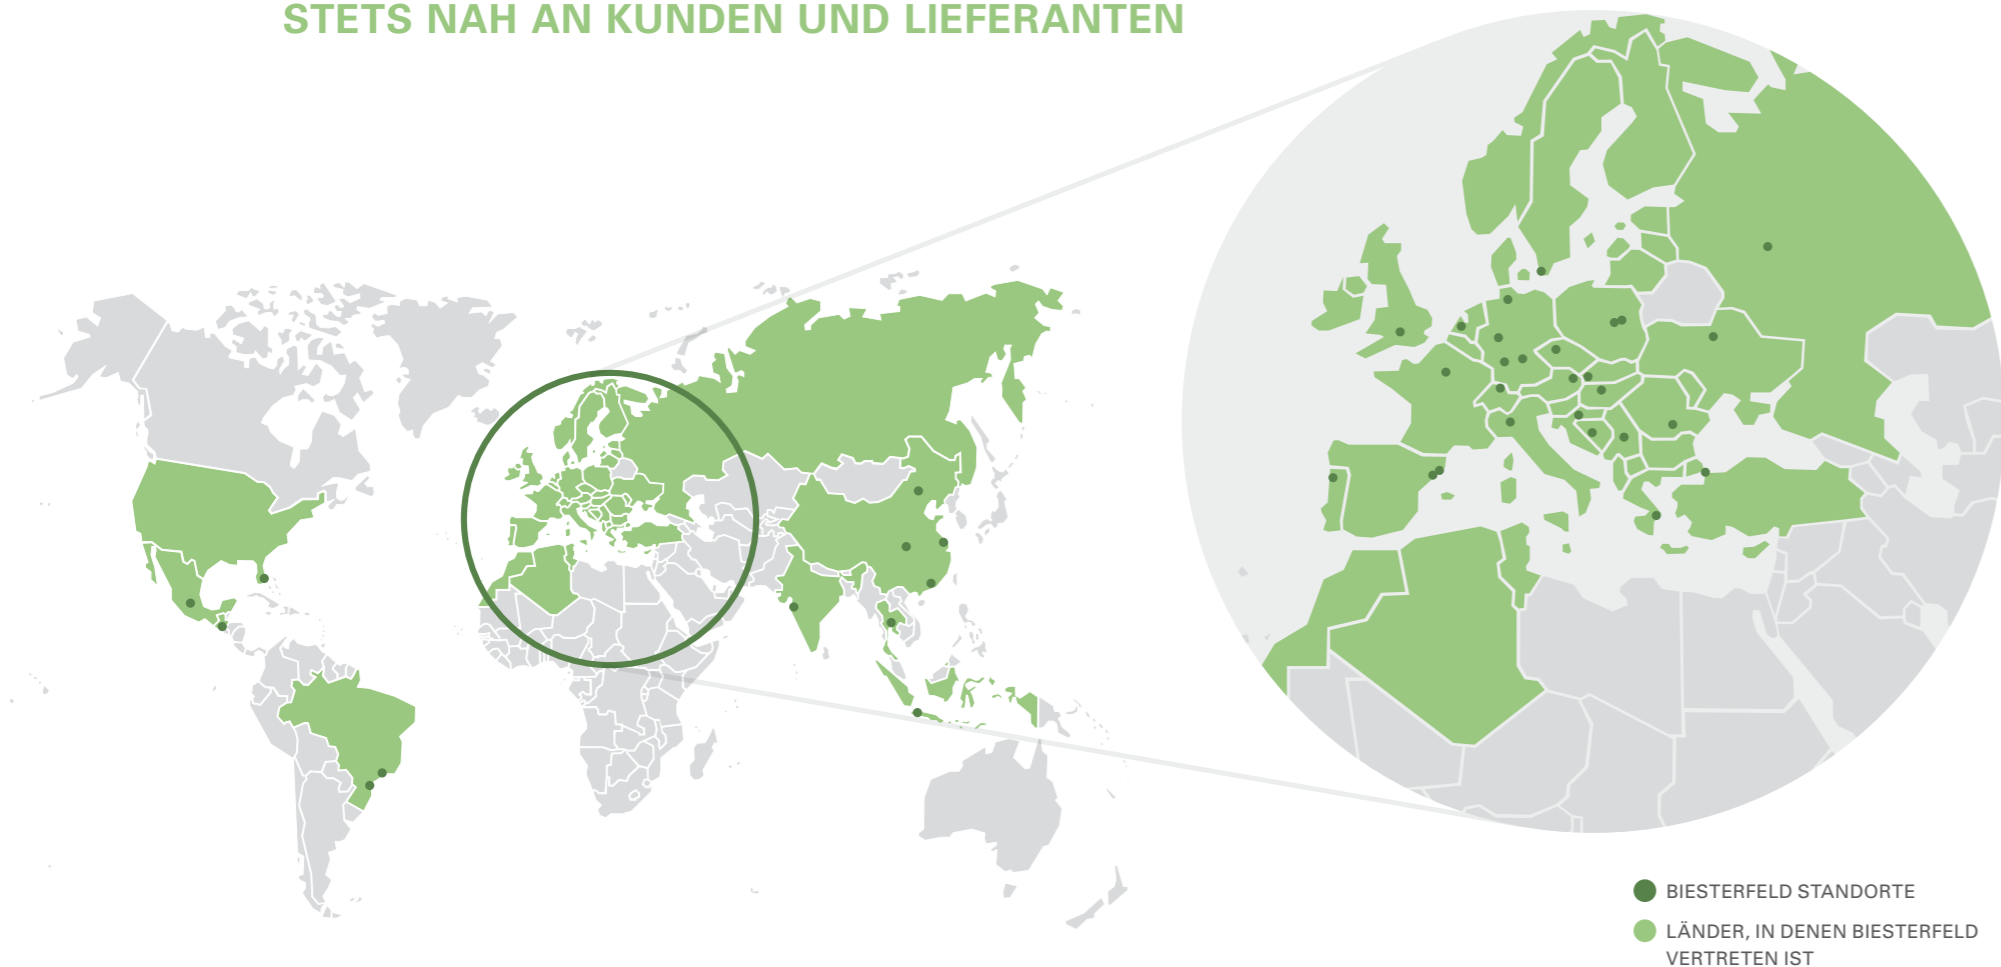 STETS NAH AN KUNDEN UND LIEFERANTEN
BIESTERFELD STANDORTE
LÄNDER, IN DENEN BIESTERFELD
VERTRETEN IST